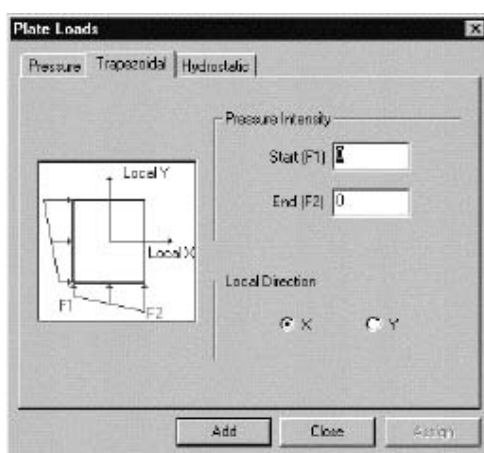 Plate Loads
Pressure Trapezoidal Hydrostatic
Pressure Intensity
Start (F1) 0
End (F2) 0
Local Y
Local X
F1
F2
Local Direction
X Y
Add Close Assign